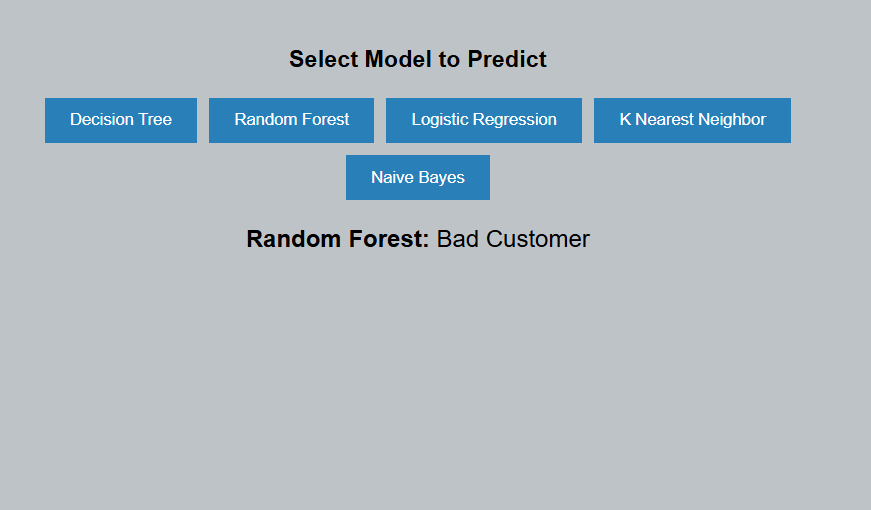 Select Model to Predict
Decision Tree Random Forest Logistic Regression K Nearest Neighbor
Naive Bayes
Random Forest: Bad Customer